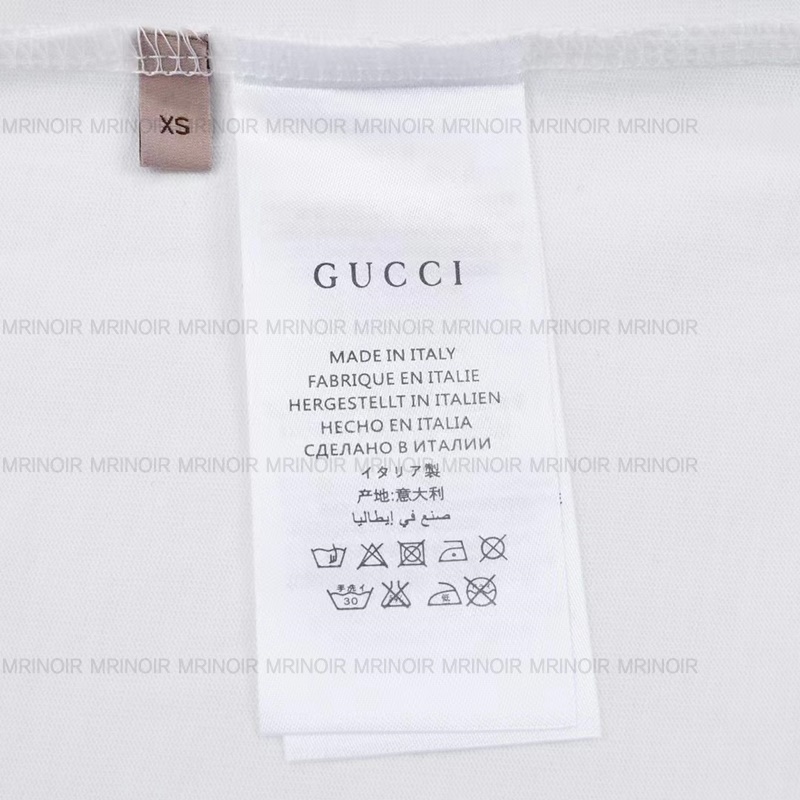 XS
MRINOIR MRINOIR MRINOIR MRINOIR MRINOIR MRINOIR MRINOIR MRINOIR
GUCCI
MRINOIR MRINOIR MRINOIR MRINOIR MRINOIR MRINOIR MRINOIR MRINOIR
MADE IN ITALY
FABRIQUE EN ITALIE
HERGESTELLT IN ITALIEN
HECHO EN ITALIA
СДЕЛАНО В ИТАЛИИ
MRINOIR MRINOIR MRINOIR MRINOIR MRINOIR MRINOIR MRINOIR MRINOIR
イタリア製
产地:意大利
صنع في إيطاليا
30
低
MRINOIR MRINOIR MRINOIR MRINOIR MRINOIR MRINOIR MRINOIR MRINOIR